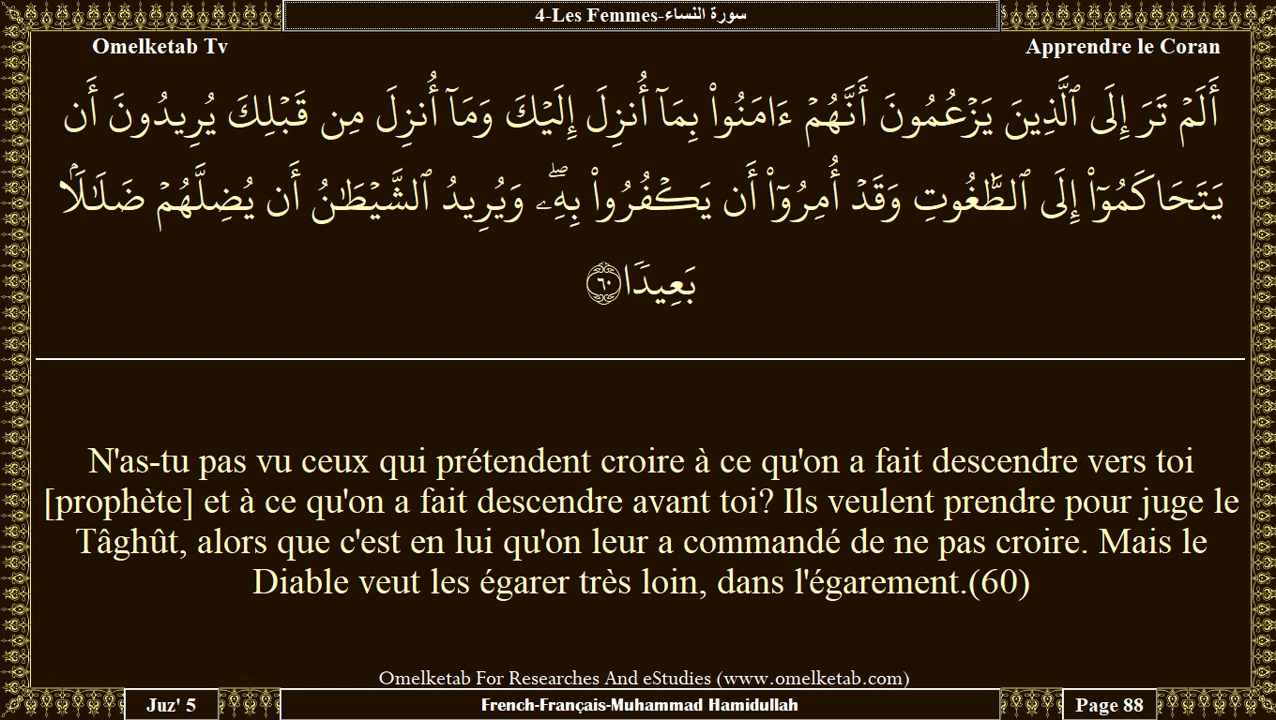 4-Les Femmes-سورة النساء
Omelketab Tv
Apprendre le Coran
أَلَمۡ تَرَ إِلَى ٱلَّذِينَ يَزۡعُمُونَ أَنَّهُمۡ ءَامَنُواْ بِمَآ أُنزِلَ إِلَيۡكَ وَمَآ أُنزِلَ مِن قَبۡلِكَ يُرِيدُونَ أَن
يَتَحَاكَمُوٓاْ إِلَى ٱلطَّٰغُوتِ وَقَدۡ أُمِرُوٓاْ أَن يَكۡفُرُواْ بِهِۦۖ وَيُرِيدُ ٱلشَّيۡطَٰنُ أَن يُضِلَّهُمۡ ضَلَٰلَۢا
بَعِيدٗا ٦٠
N'as-tu pas vu ceux qui prétendent croire à ce qu'on a fait descendre vers toi
[prophète] et à ce qu'on a fait descendre avant toi? Ils veulent prendre pour juge le
Tâghût, alors que c'est en lui qu'on leur a commandé de ne pas croire. Mais le
Diable veut les égarer très loin, dans l'égarement.(60)
Omelketab For Researches And eStudies (www.omelketab.com)
Juz' 5
French-Français-Muhammad Hamidullah
Page 88